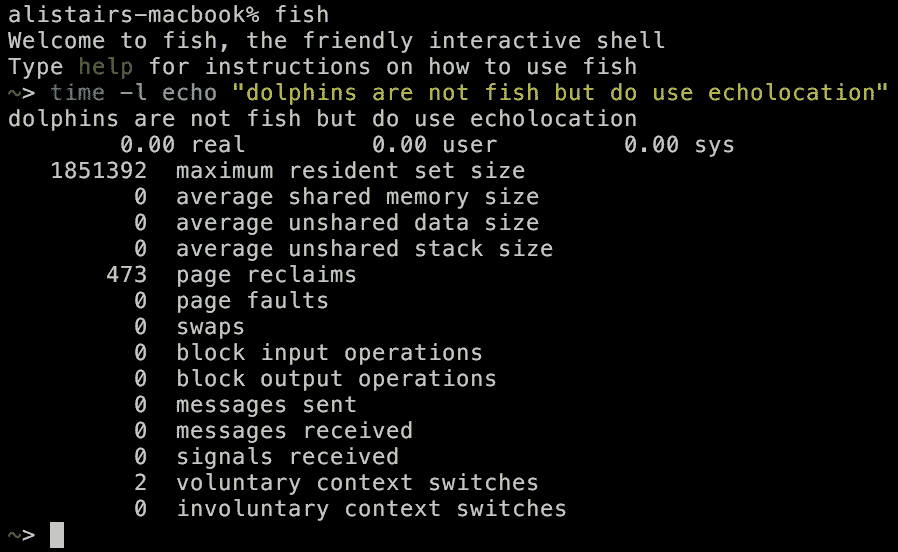 alistairs-macbook% fish
Welcome to fish, the friendly interactive shell
Type help for instructions on how to use fish
~> time -l echo "dolphins are not fish but do use echolocation"
dolphins are not fish but do use echolocation
        0.00 real         0.00 user         0.00 sys
   1851392  maximum resident set size
         0  average shared memory size
         0  average unshared data size
         0  average unshared stack size
       473  page reclaims
         0  page faults
         0  swaps
         0  block input operations
         0  block output operations
         0  messages sent
         0  messages received
         0  signals received
         2  voluntary context switches
         0  involuntary context switches
~>